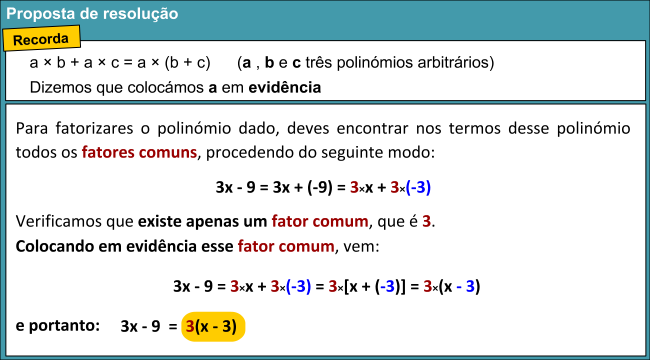 Proposta de resolução
Recorda
a × b + a × c = a × (b + c) (a , b e c três polinómios arbitrários)
Dizemos que colocámos a em evidência
Para fatorizares o polinómio dado, deves encontrar nos termos desse polinómio
todos os fatores comuns, procedendo do seguinte modo:
3x - 9 = 3x + (-9) = 3×x + 3×(-3)
Verificamos que existe apenas um fator comum, que é 3.
Colocando em evidência esse fator comum, vem:
3x - 9 = 3×x + 3×(-3) = 3×[x + (-3)] = 3×(x - 3)
e portanto: 3x - 9 = 3(x - 3)